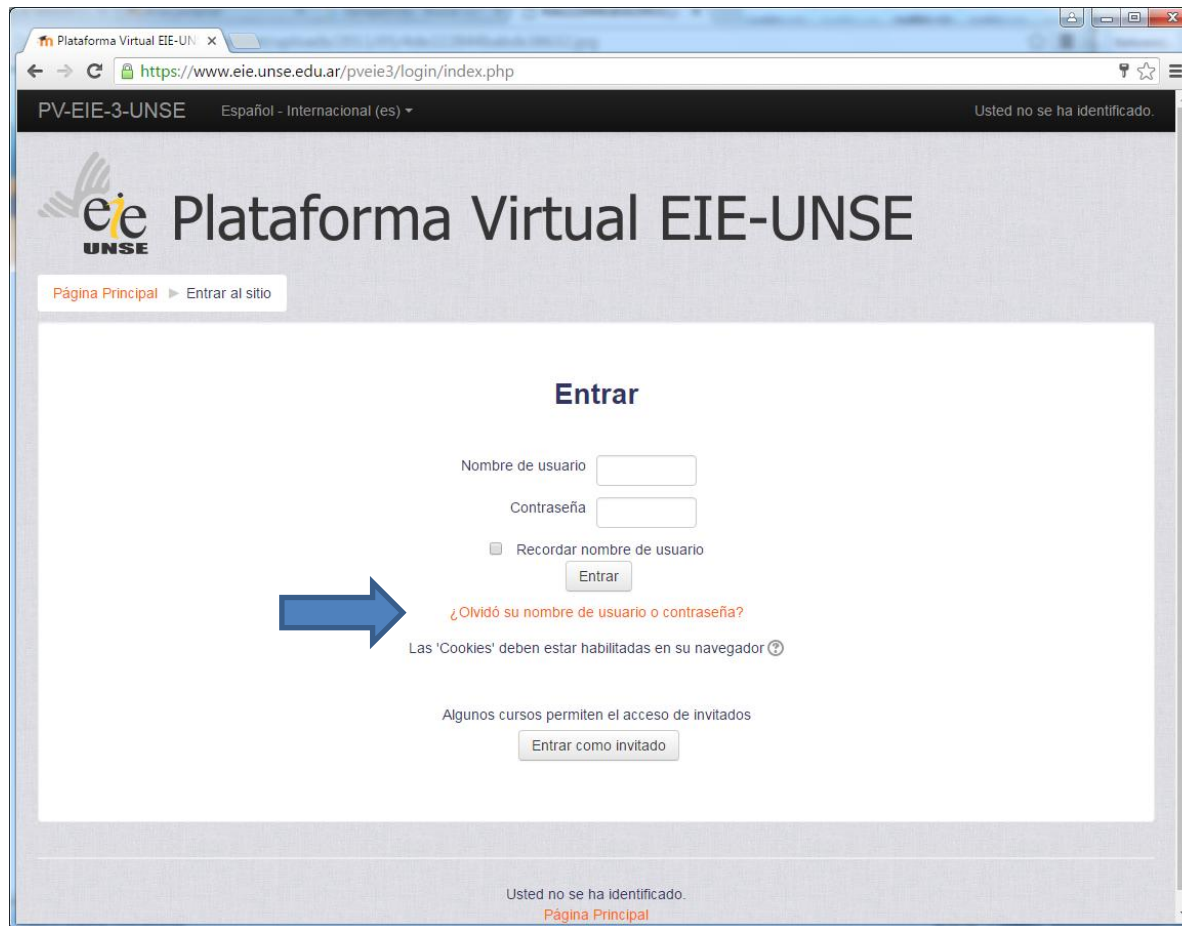 Plataforma Virtual EIE-UN
https://www.eie.unse.edu.ar/pveie3/login/index.php
PV-EIE-3-UNSE Español - Internacional (es) Usted no se ha identificado.
eie
UNSE
Plataforma Virtual EIE-UNSE
Página Principal ► Entrar al sitio
Entrar
Nombre de usuario
Contraseña
Recordar nombre de usuario
Entrar
¿Olvidó su nombre de usuario o contraseña?
Las 'Cookies' deben estar habilitadas en su navegador
Algunos cursos permiten el acceso de invitados
Entrar como invitado
Usted no se ha identificado.
Página Principal